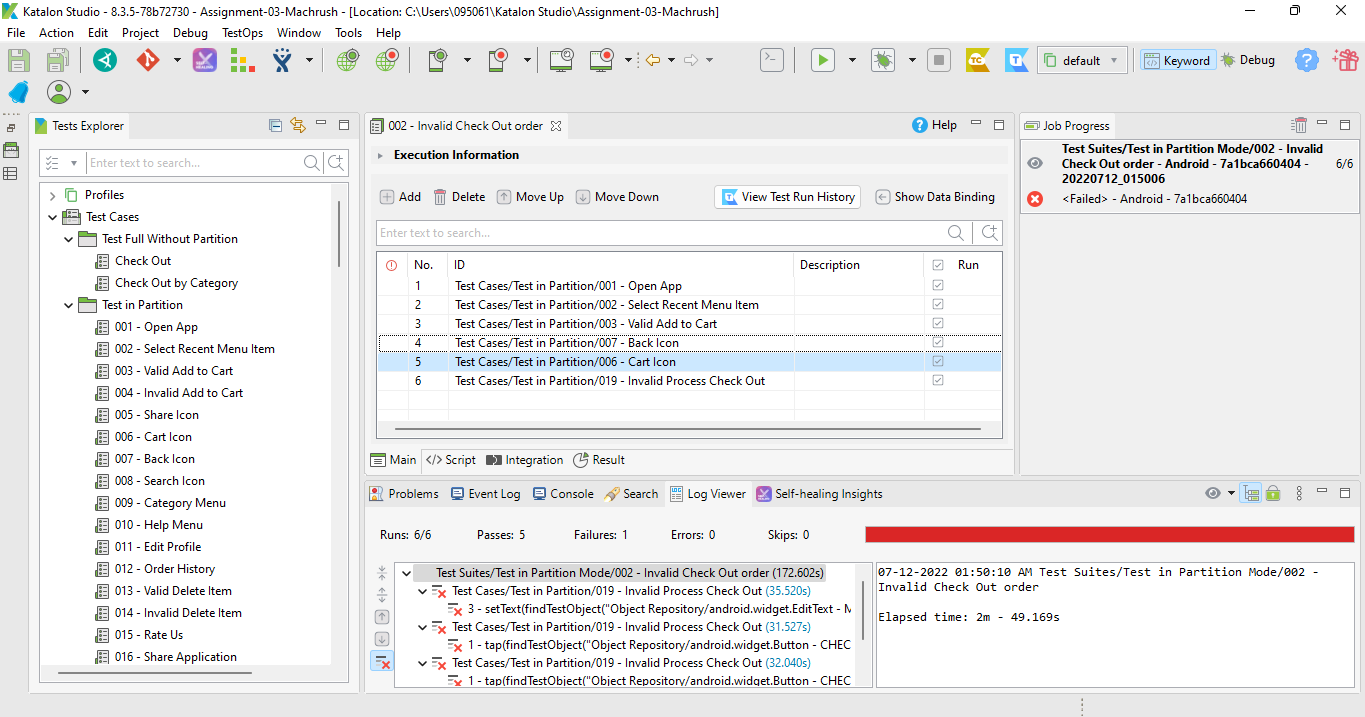 Katalon Studio - 8.3.5-78b72730 - Assignment-03-Machrush - [Location: C:\Users\095061\Katalon Studio\Assignment-03-Machrush]
File Action Edit Project Debug TestOps Window Tools Help
TC T default Keyword Debug
Tests Explorer
Enter text to search...
Profiles
Test Cases
Test Full Without Partition
Check Out
Check Out by Category
Test in Partition
001 - Open App
002 - Select Recent Menu Item
003 - Valid Add to Cart
004 - Invalid Add to Cart
005 - Share Icon
006 - Cart Icon
007 - Back Icon
008 - Search Icon
009 - Category Menu
010 - Help Menu
011 - Edit Profile
012 - Order History
013 - Valid Delete Item
014 - Invalid Delete Item
015 - Rate Us
016 - Share Application
002 - Invalid Check Out order
Help
Execution Information
Add Delete Move Up Move Down View Test Run History Show Data Binding
Enter text to search...
No. ID Description Run
1 Test Cases/Test in Partition/001 - Open App
2 Test Cases/Test in Partition/002 - Select Recent Menu Item
3 Test Cases/Test in Partition/003 - Valid Add to Cart
4 Test Cases/Test in Partition/007 - Back Icon
5 Test Cases/Test in Partition/006 - Cart Icon
6 Test Cases/Test in Partition/019 - Invalid Process Check Out
Main </> Script Integration Result
Job Progress
Test Suites/Test in Partition Mode/002 - Invalid
Check Out order - Android - 7a1bca660404 - 6/6
20220712_015006
<Failed> - Android - 7a1bca660404
Problems Event Log Console Search Log Viewer Self-healing Insights
Runs: 6/6 Passes: 5 Failures: 1 Errors: 0 Skips: 0
Test Suites/Test in Partition Mode/002 - Invalid Check Out order (172.602s)
Test Cases/Test in Partition/019 - Invalid Process Check Out (35.520s)
3 - setText(findTestObject("Object Repository/android.widget.EditText - M
Test Cases/Test in Partition/019 - Invalid Process Check Out (31.527s)
1 - tap(findTestObject("Object Repository/android.widget.Button - CHEC
Test Cases/Test in Partition/019 - Invalid Process Check Out (32.040s)
1 - tap(findTestObject("Object Repository/android.widget.Button - CHEC
07-12-2022 01:50:10 AM Test Suites/Test in Partition Mode/002 -
Invalid Check Out order
Elapsed time: 2m - 49.169s